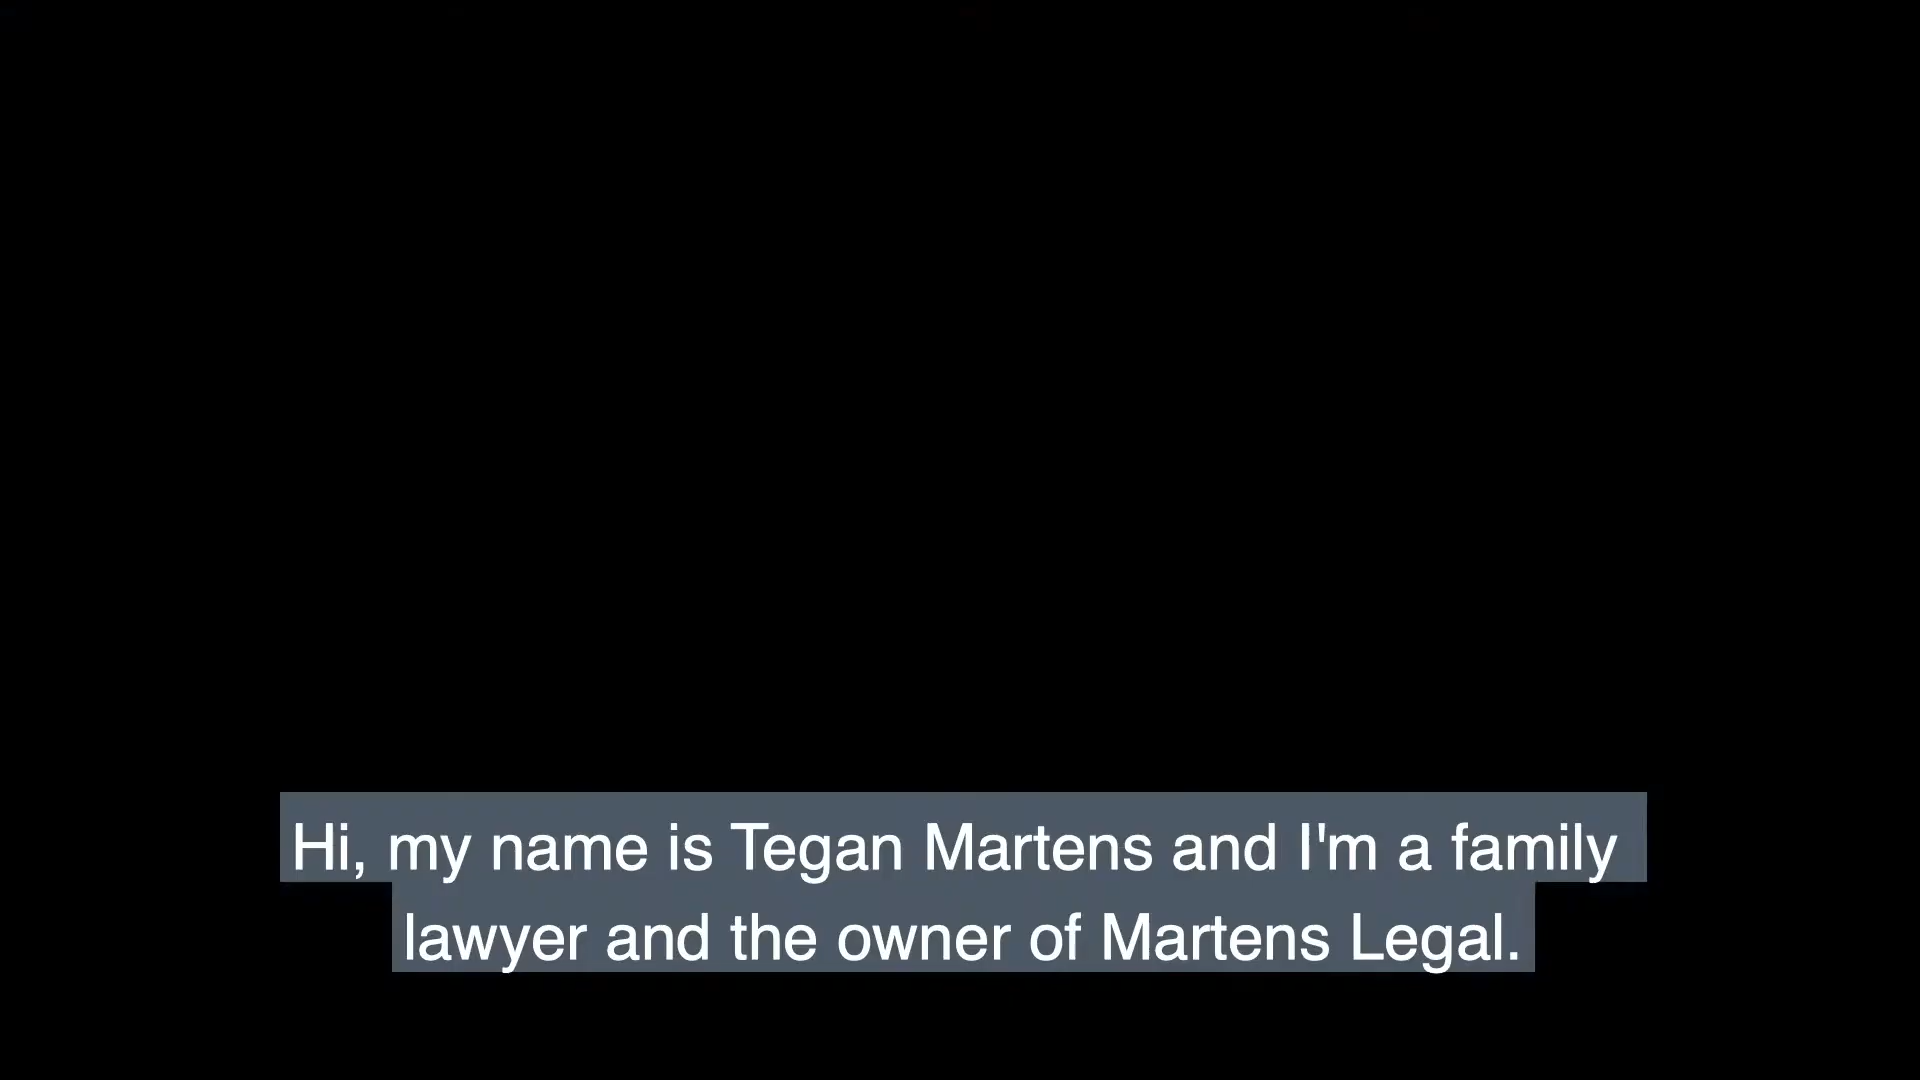 Hi, my name is Tegan Martens and I'm a family
lawyer and the owner of Martens Legal.